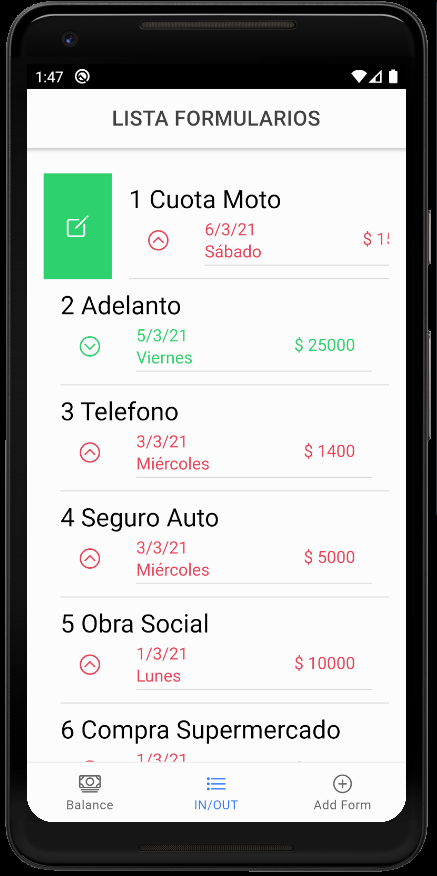 1:47
LISTA FORMULARIOS
1 Cuota Moto
6/3/21
$ 15
Sábado
2 Adelanto
5/3/21
$ 25000
Viernes
3 Telefono
3/3/21
$ 1400
Miércoles
4 Seguro Auto
3/3/21
$ 5000
Miércoles
5 Obra Social
1/3/21
$ 10000
Lunes
6 Compra Supermercado
1/3/21
Balance
IN/OUT
Add Form